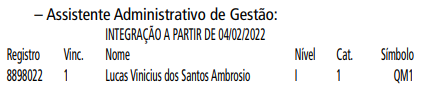 – Assistente Administrativo de Gestão:
INTEGRAÇÃO A PARTIR DE 04/02/2022
Registro Vinc. Nome Nível Cat. Símbolo
8898022 1 Lucas Vinicius dos Santos Ambrosio I 1 QM1